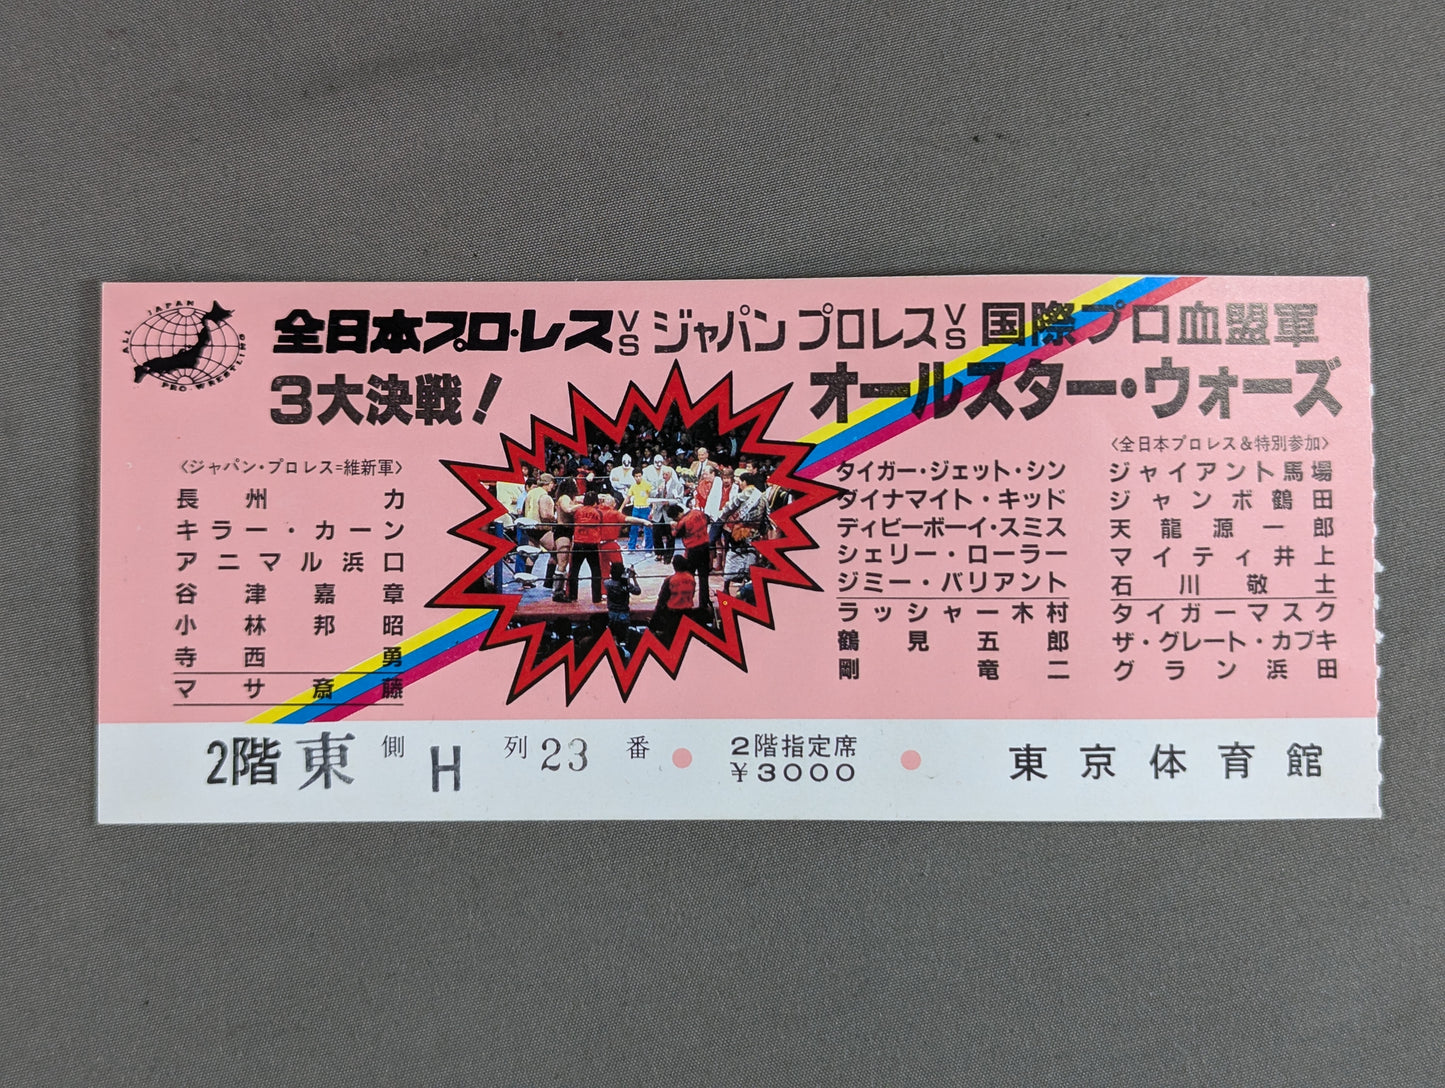 ALL JAPAN PRO-WRESTLING
全日本プロ・レスVSジャパンプロレスVS国際プロ血盟軍
3大決戦!
オールスター・ウォーズ
〈ジャパン・プロレス=維新軍〉
長州力
キラー・カーン
アニマル浜口
谷津嘉章
小林邦昭
寺西勇
マサ斎藤
タイガー・ジェット・シン
ダイナマイト・キッド
ディビーボーイ・スミス
シェリー・ローラー
ジミー・バリアント
ラッシャー木村
鶴見五郎
剛竜二
〈全日本プロレス&特別参加〉
ジャイアント馬場
ジャンボ鶴田
天龍源一郎
マイティ井上
石川敬士
タイガーマスク
ザ・グレート・カブキ
グラン浜田
2階 東 側 H 列 23 番
2階指定席
¥3000
東京体育館